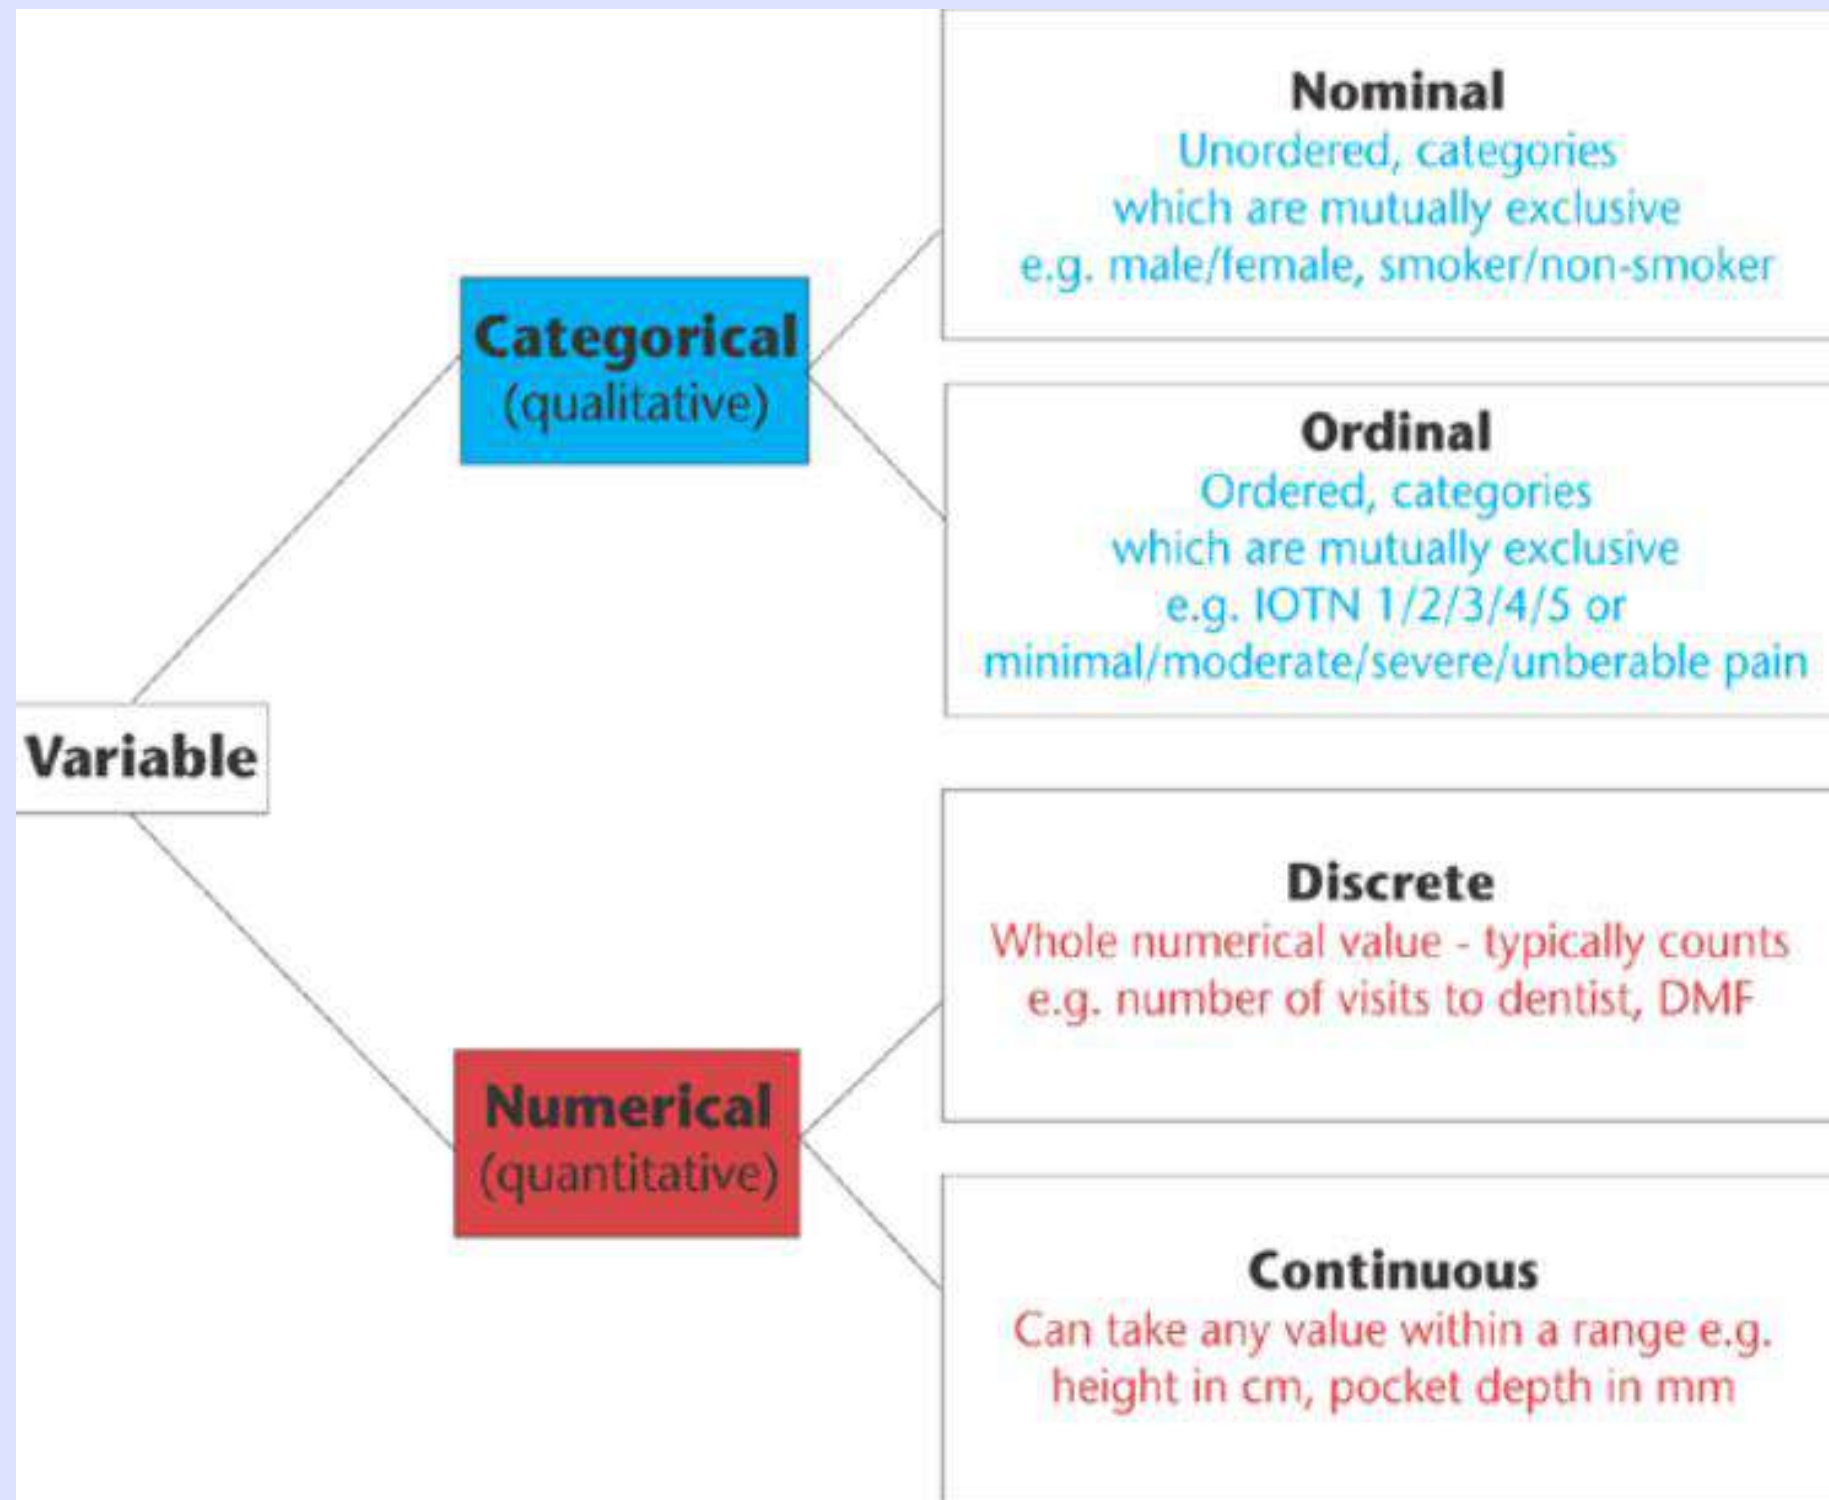 Variable
Categorical
(qualitative)
Nominal
Unordered, categories
which are mutually exclusive
e.g. male/female, smoker/non-smoker
Ordinal
Ordered, categories
which are mutually exclusive
e.g. IOTN 1/2/3/4/5 or
minimal/moderate/severe/unberable pain
Numerical
(quantitative)
Discrete
Whole numerical value - typically counts
e.g. number of visits to dentist, DMF
Continuous
Can take any value within a range e.g.
height in cm, pocket depth in mm